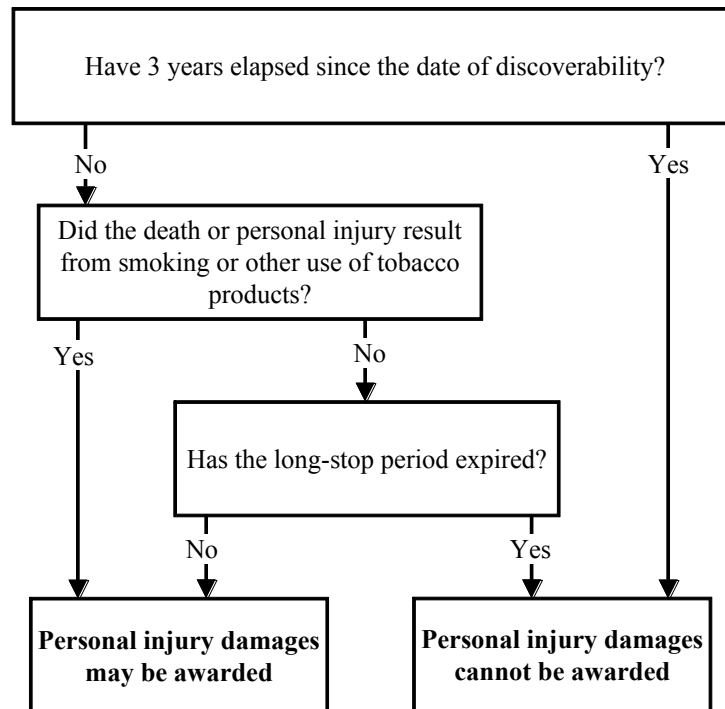 Have 3 years elapsed since the date of discoverability?
No
Yes
Did the death or personal injury result
from smoking or other use of tobacco
products?
Yes
No
Has the long-stop period expired?
No
Yes
Personal injury damages
may be awarded
Personal injury damages
cannot be awarded